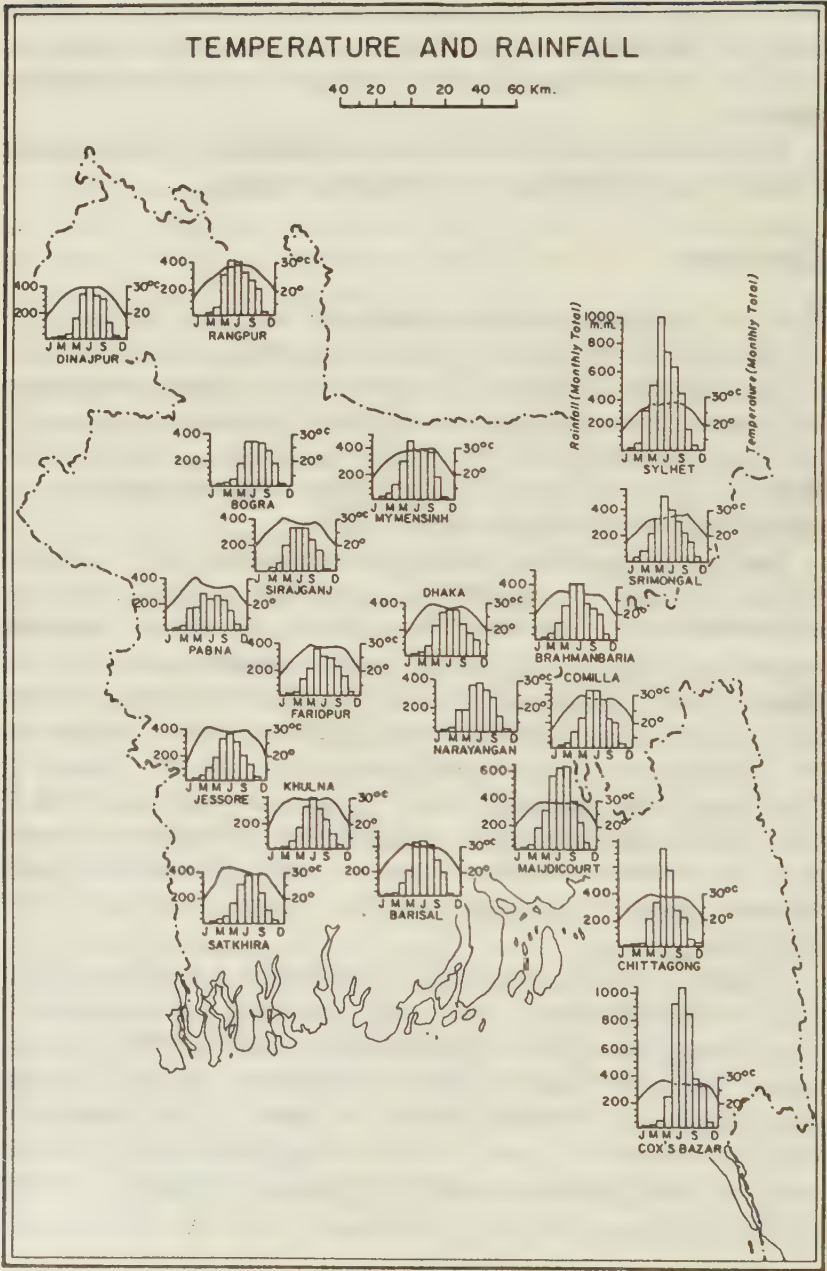 TEMPERATURE AND RAINFALL
40 20 0 20 40 60 Km.
400
200
30°C
20
J M M J S D
DINAJPUR
400
200
30°C
20°
J M M J S D
RANGPUR
Rainfall (Monthly Total)
1000
m.m.
800
600
400
200
30°C
20°
Temperature (Monthly Total)
J M M J S D
SYLHET
400
200
30°C
20°
J M M J S D
BOGRA
400
200
30°C
20°
J M M J S D
MYMENSINH
400
200
30°C
20°
J M M J S D
SIRAJGANJ
400
200
30°C
20°
J M M J S D
SRIMONGAL
400
200
20°
J M M J S D
PABNA
DHAKA
400
30°C
20°
J M M J S D
400
200
20°
J M M J S D
BRAHMANBARIA
400
200
30°C
20°
J M M J S D
FARIDPUR
400
200
30°C
20°
J M M J S D
NARAYANGAN
COMILLA
30°C
20°
J M M J S D
400
200
30°C
20°
J M M J S D
JESSORE
KHULNA
200
30°C
20°
J M M J S D
600
400
200
30°C
20°
J M M J S D
MAIJDICOURT
200
30°C
20°
J M M J S D
BARISAL
400
200
30°C
20°
J M M J S D
SATKHIRA
400
200
30°C
20°
J M M J S D
CHITTAGONG
1000
800
600
400
200
30°C
20°
J M M J S D
COX'S BAZAR